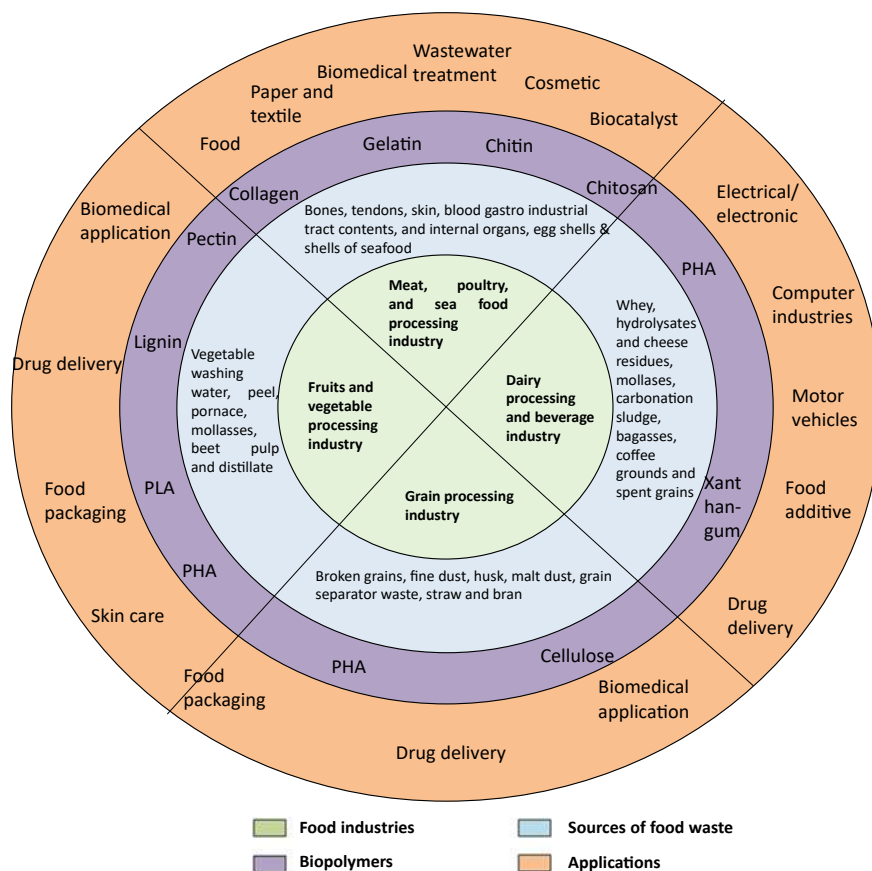 Wastewater
treatment
Biomedical
Cosmetic
Paper and
textile
Biocatalyst
Food
Gelatin
Chitin
Collagen
Chitosan
Bones, tendons, skin, blood gastro industrial
tract contents, and internal organs, egg shells &
shells of seafood
Meat, poultry,
and sea food
processing
industry
Electrical/
electronic
Computer
industries
Motor
vehicles
Food
additive
Drug
delivery
PHA
Xant
han-
gum
Whey,
hydrolysates
and cheese
residues,
mollases,
carbonation
sludge,
bagasses,
coffee
grounds and
spent grains
Dairy
processing
and beverage
industry
Biomedical
application
Drug delivery
Food
packaging
Skin care
Pectin
Lignin
PLA
PHA
Vegetable
washing
water, peel,
pornace,
mollasses,
beet pulp
and distillate
Fruits and
vegetable
processing
industry
Grain processing
industry
Broken grains, fine dust, husk, malt dust, grain
separator waste, straw and bran
PHA
Cellulose
Food
packaging
Biomedical
application
Drug delivery
Food industries
Sources of food waste
Biopolymers
Applications